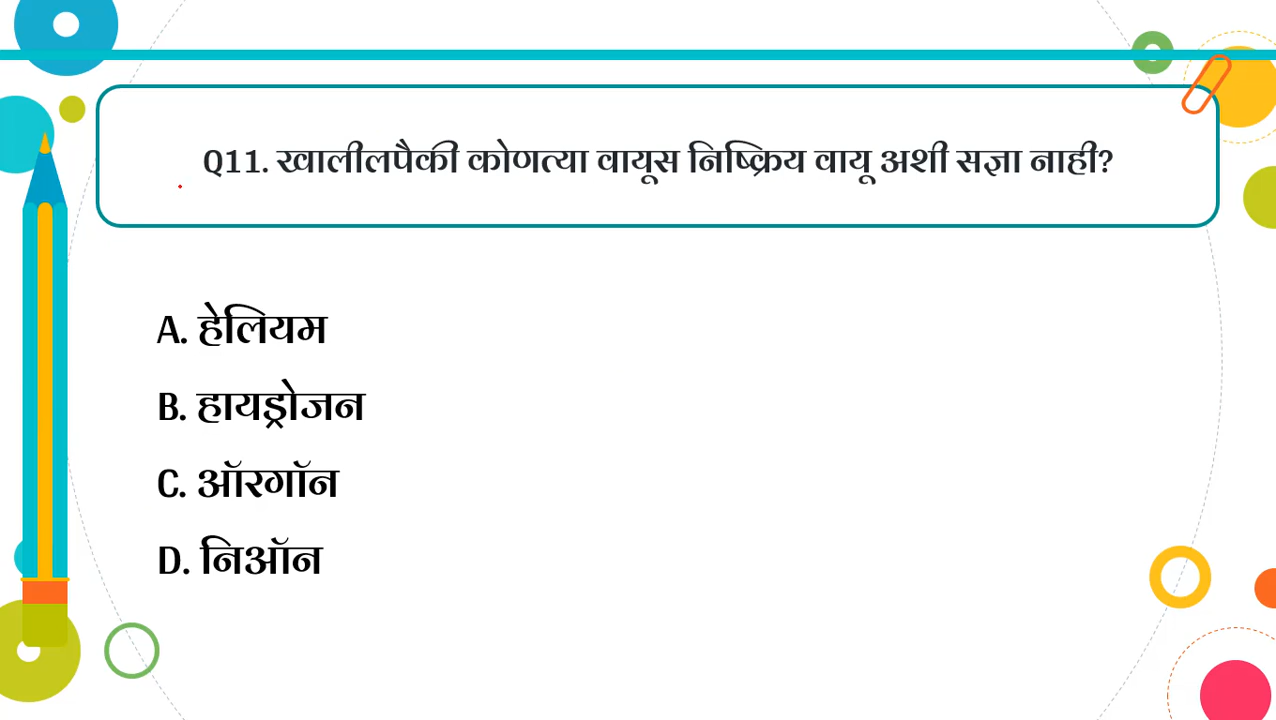 Q11. खालीलपैकी कोणत्या वायूस निष्क्रिय वायू अशी सज्ञा नाही?
A. हेलियम
B. हायड्रोजन
C. ऑरगॉन
D. निऑन